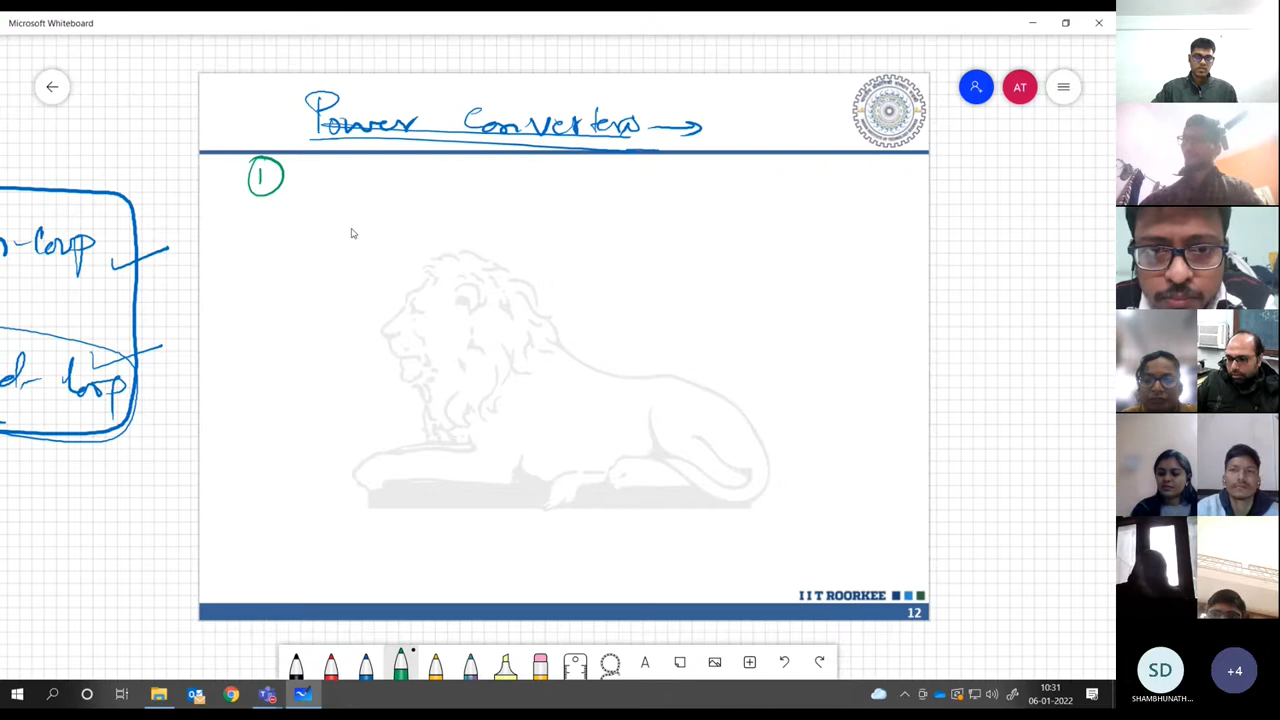 Microsoft Whiteboard
Power Converters →
AT
1
-loop
d-loop
IIT ROORKEE
12
A
SD
+4
SHAMBHUNATH...
10:31
06-01-2022